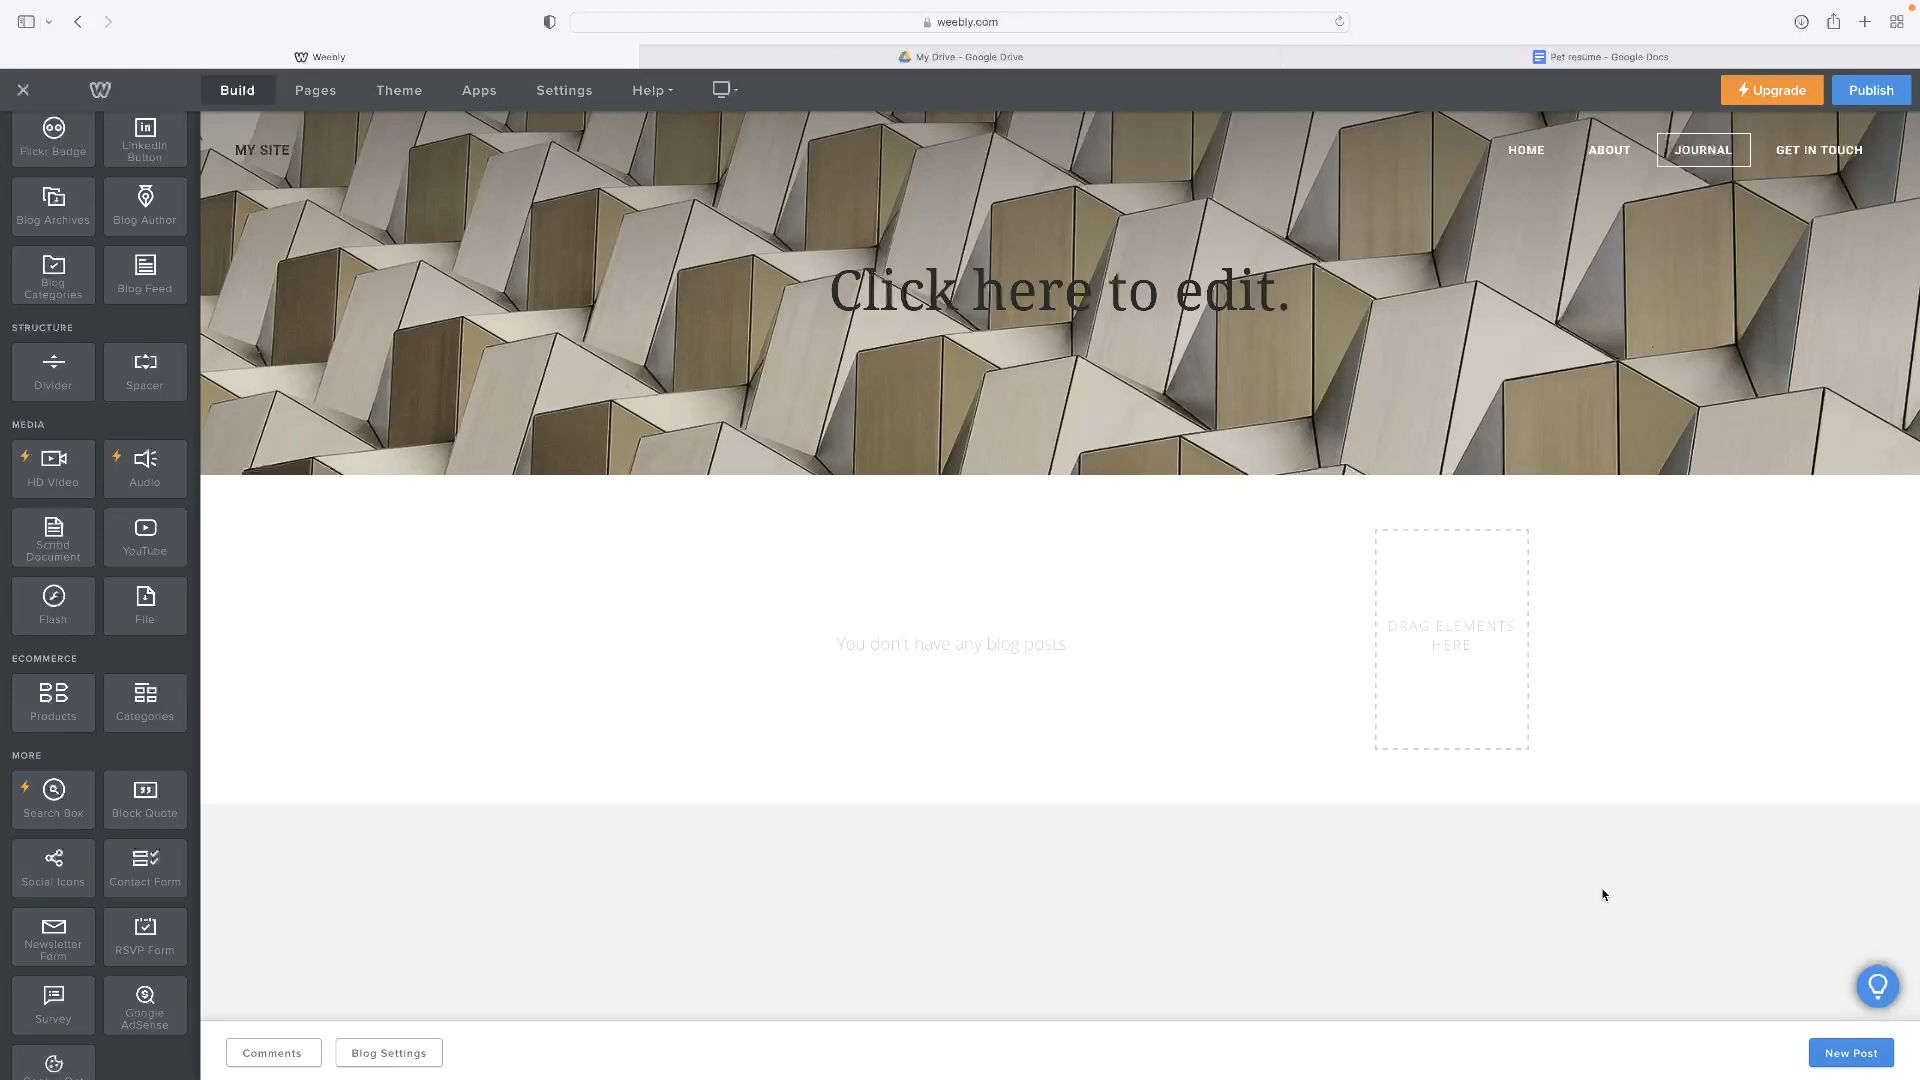 weebly.com
Weebly
My Drive - Google Drive
Pet resume - Google Docs
Build
Pages
Theme
Apps
Settings
Help
Upgrade
Publish
Flickr Badge
LinkedIn
Button
Blog Archives
Blog Author
Blog
Categories
Blog Feed
STRUCTURE
Divider
Spacer
MEDIA
HD Video
Audio
Scribd
Document
YouTube
Flash
File
ECOMMERCE
Products
Categories
MORE
Search Box
Block Quote
Social Icons
Contact Form
Newsletter
Form
RSVP Form
Survey
Google
AdSense
MY SITE
HOME
ABOUT
JOURNAL
GET IN TOUCH
Click here to edit.
You don't have any blog posts
DRAG ELEMENTS
HERE
Comments
Blog Settings
New Post